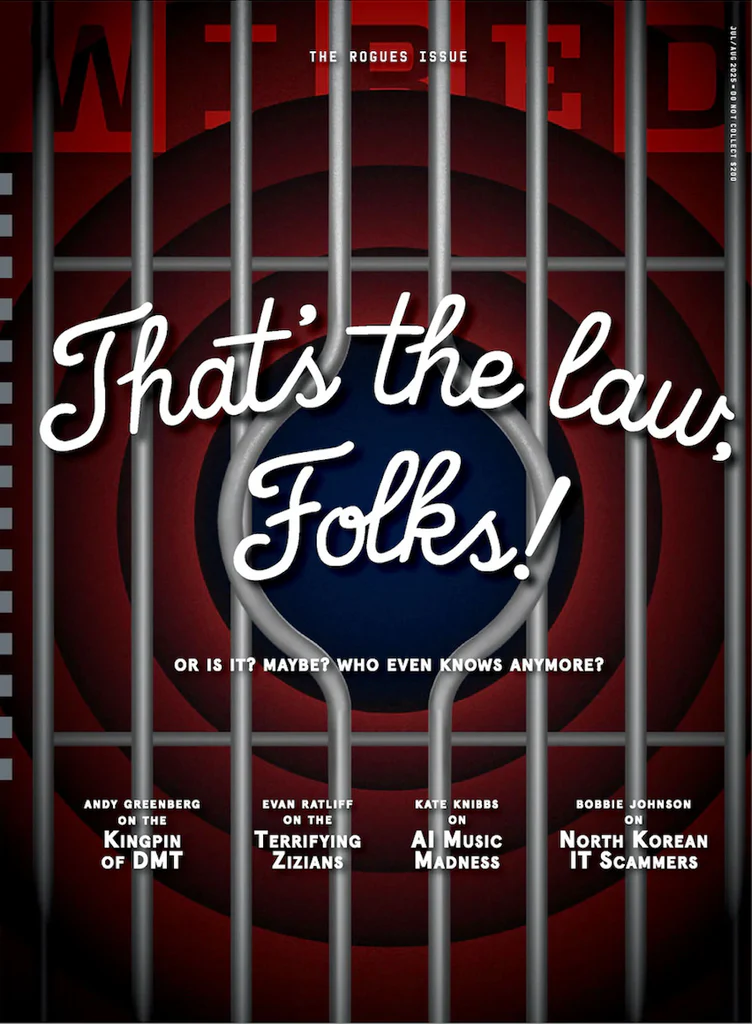 WIRED
THE ROGUES ISSUE
JUL/AUG 2025 • DO NOT COLLECT $200
That's the law,
Folks!
OR IS IT? MAYBE? WHO EVEN KNOWS ANYMORE?
ANDY GREENBERG
ON THE
KINGPIN
OF DMT
EVAN RATLIFF
ON THE
TERRIFYING
ZIZIANS
KATE KNIBBS
ON
AI MUSIC
MADNESS
BOBBIE JOHNSON
ON
NORTH KOREAN
IT SCAMMERS